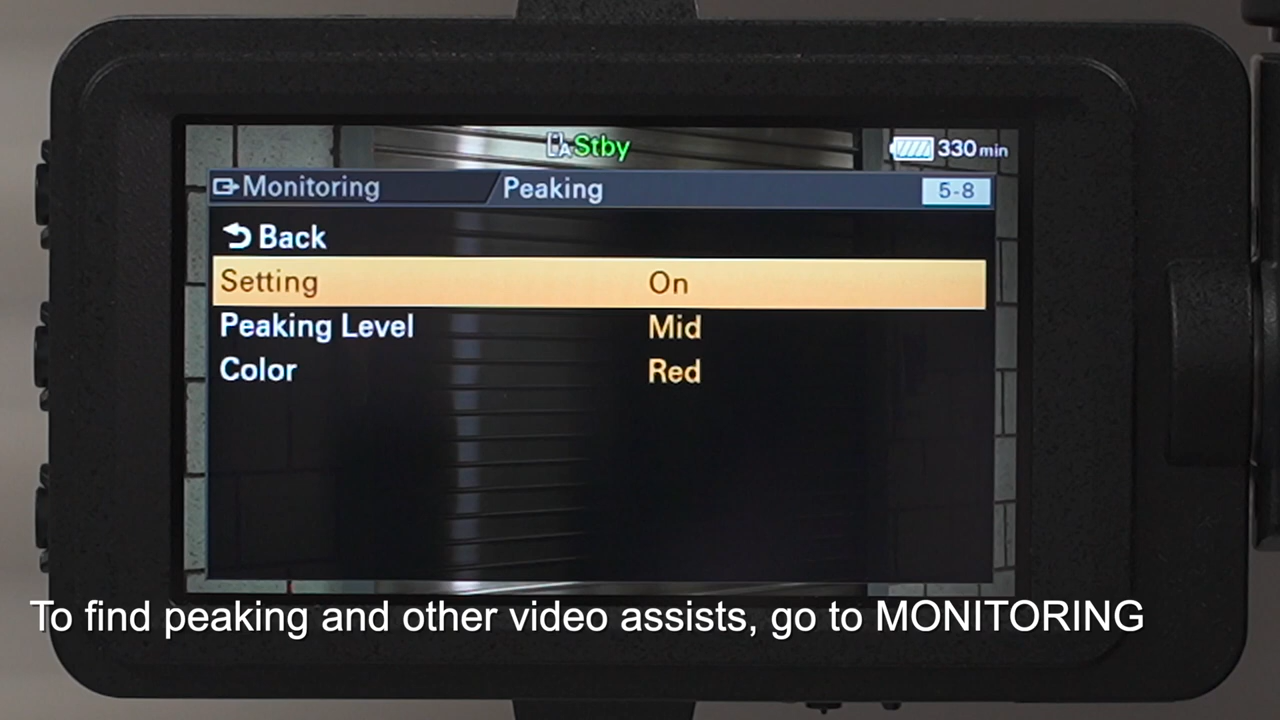 A Stby
330 min
Monitoring Peaking 5-8
Back
Setting On
Peaking Level Mid
Color Red
To find peaking and other video assists, go to MONITORING